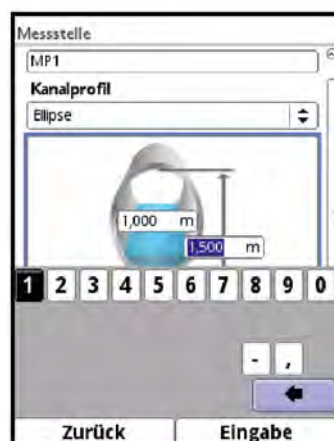 Messstelle
MP1
Kanalprofil
Ellipse
1,000 m
1,500 m
1 2 3 4 5 6 7 8 9 0
- ,
Zurück Eingabe